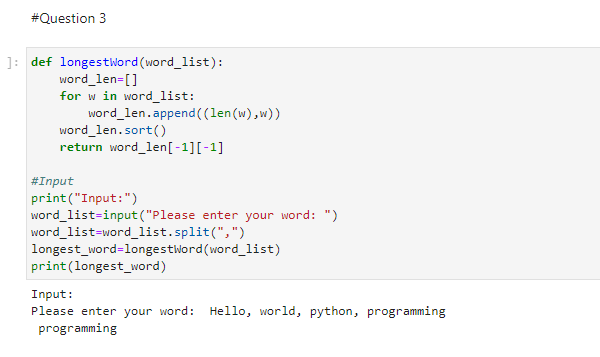 #Question 3
]: def longestWord(word_list):
    word_len=[]
    for w in word_list:
        word_len.append((len(w),w))
    word_len.sort()
    return word_len[-1][-1]

#Input
print("Input:")
word_list=input("Please enter your word: ")
word_list=word_list.split(",")
longest_word=longestWord(word_list)
print(longest_word)
Input:
Please enter your word:  Hello, world, python, programming
 programming